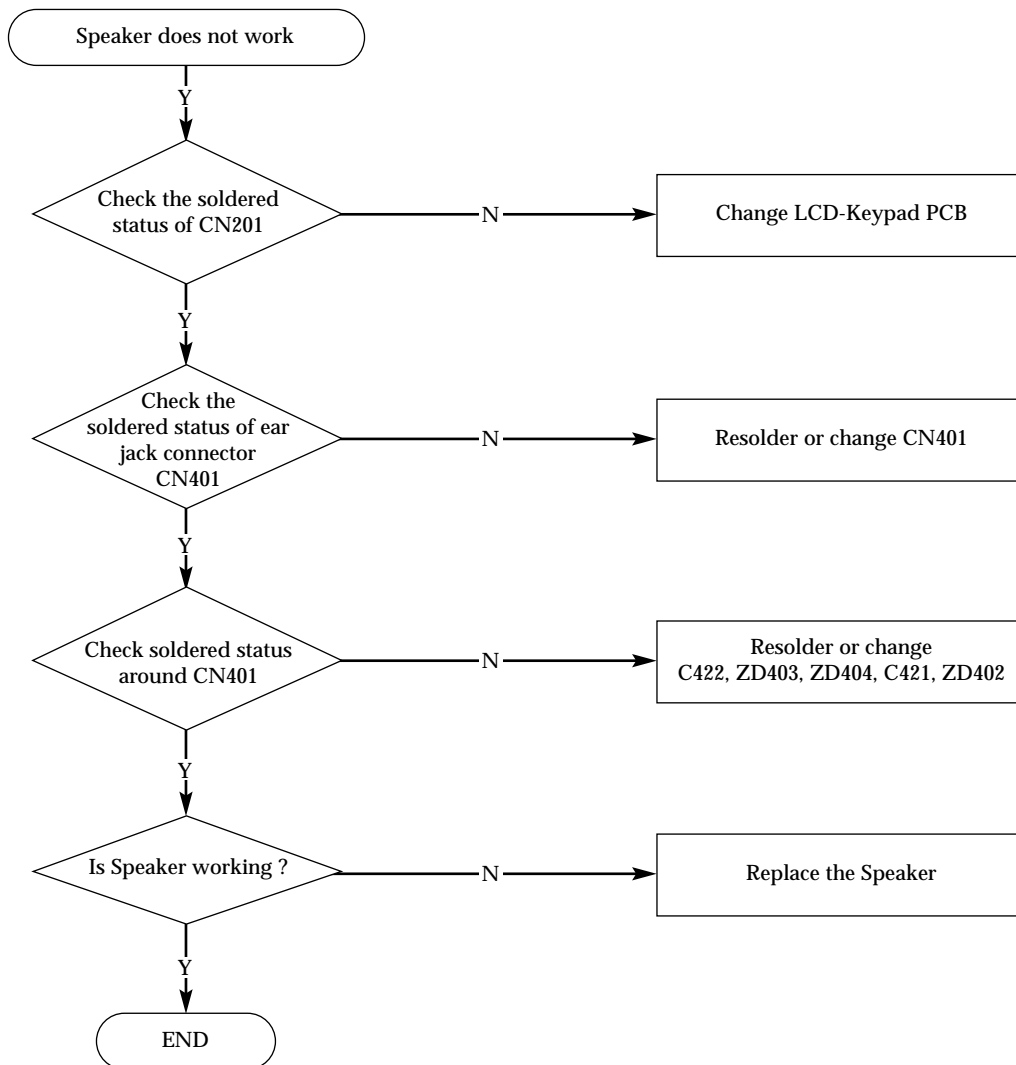 Speaker does not work
Y
Check the soldered
status of CN201
N
Change LCD-Keypad PCB
Y
Check the
soldered status of ear
jack connector
CN401
N
Resolder or change CN401
Y
Check soldered status
around CN401
N
Resolder or change
C422, ZD403, ZD404, C421, ZD402
Y
Is Speaker working ?
N
Replace the Speaker
Y
END